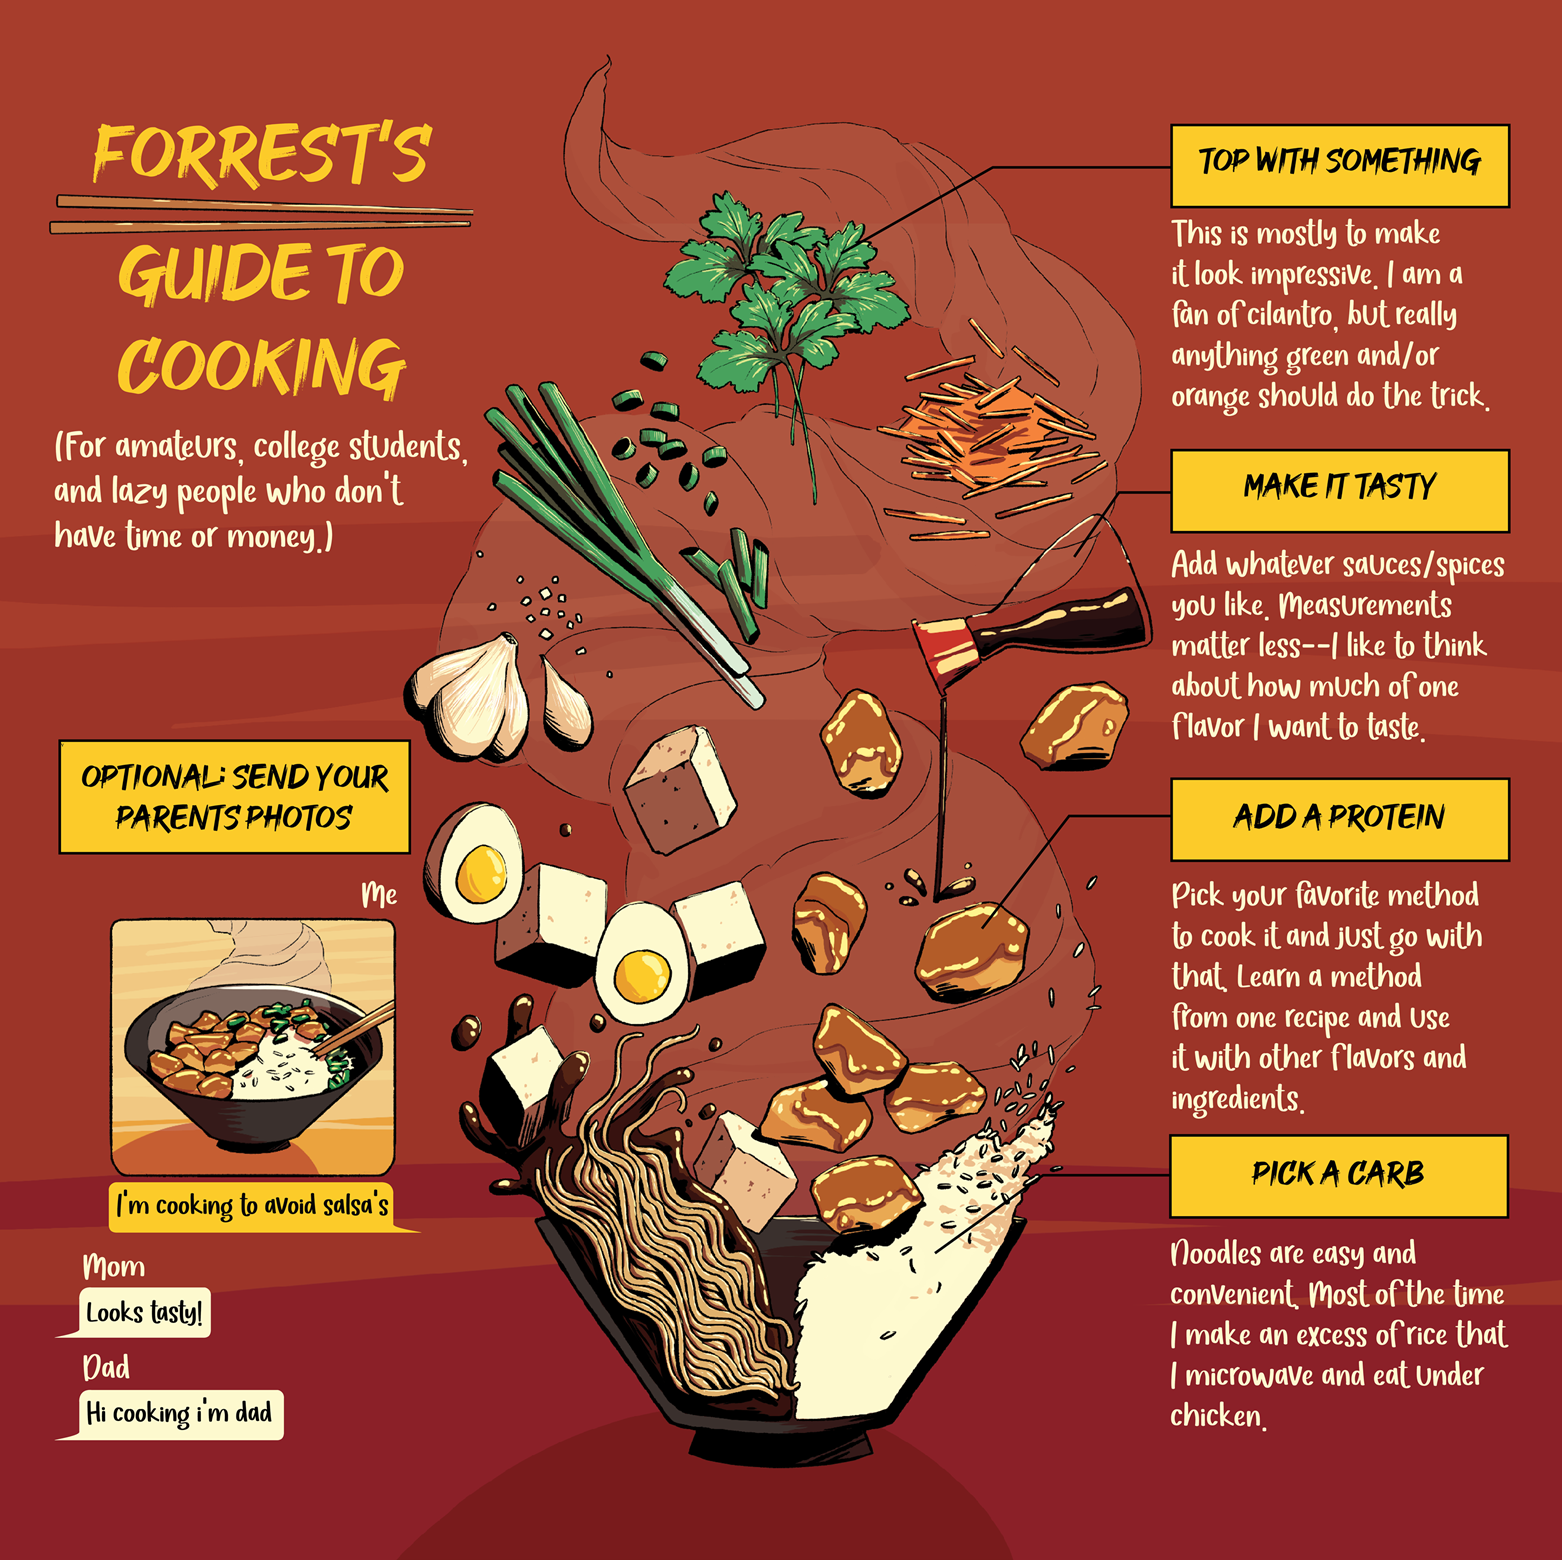 FORREST'S
GUIDE TO
COOKING
(For amateurs, college students,
and lazy people who don't
have time or money.)
TOP WITH SOMETHING
This is mostly to make
it look impressive. I am a
fan of cilantro, but really
anything green and/or
orange should do the trick.
MAKE IT TASTY
Add whatever sauces/spices
you like. Measurements
matter less--I like to think
about how much of one
flavor I want to taste.
ADD A PROTEIN
Pick your favorite method
to cook it and just go with
that. Learn a method
from one recipe and use
it with other flavors and
ingredients.
PICK A CARB
Noodles are easy and
convenient. Most of the time
I make an excess of rice that
I microwave and eat under
chicken.
OPTIONAL: SEND YOUR
PARENTS PHOTOS
Me
I'm cooking to avoid salsa's
Mom
Looks tasty!
Dad
Hi cooking i'm dad